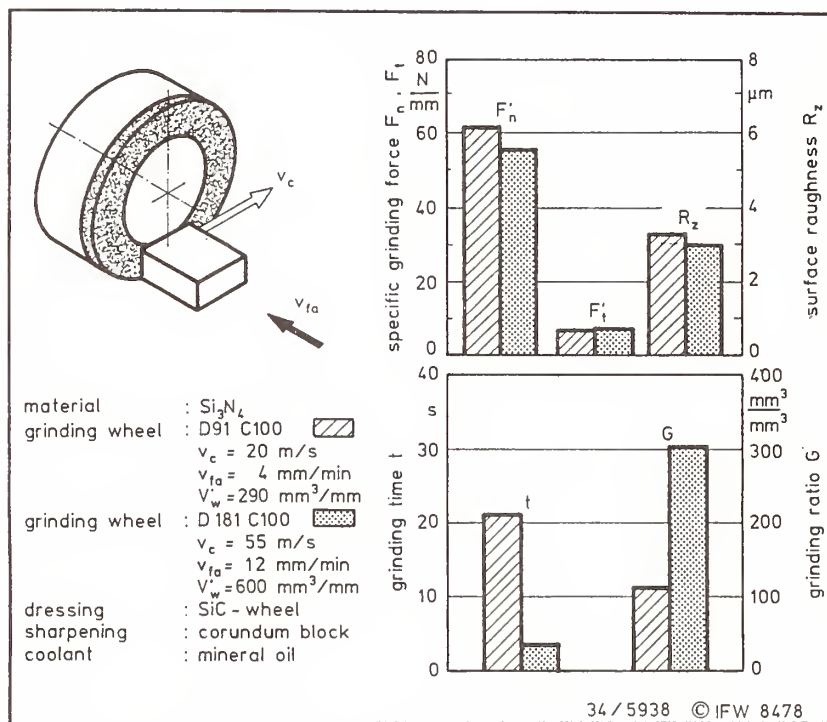 v_c
v_fa
material : Si₃N₄
grinding wheel : D91 C100
v_c = 20 m/s
v_fa = 4 mm/min
V'_w = 290 mm³/mm
grinding wheel : D181 C100
v_c = 55 m/s
v_fa = 12 mm/min
V'_w = 600 mm³/mm
dressing : SiC-wheel
sharpening : corundum block
coolant : mineral oil
specific grinding force F'_n, F'_t
80
N/mm
60
40
20
0
F'_n
F'_t
R_z
8
µm
6
4
2
0
surface raughness R_z
grinding time t
40
s
30
20
10
0
t
G
400
mm³/mm³
300
200
100
0
grinding ratio G
34/5938 © IFW 8478